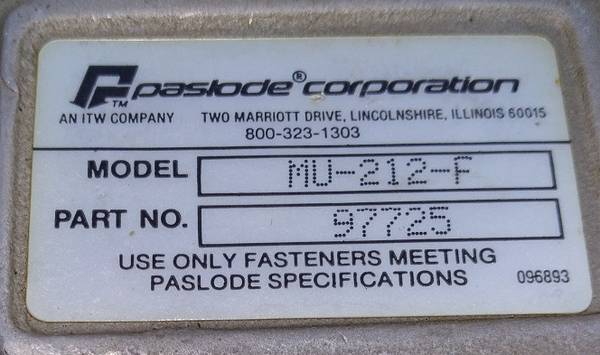 paslode® corporation
TM
AN ITW COMPANY TWO MARRIOTT DRIVE, LINCOLNSHIRE, ILLINOIS 60015
800-323-1303
MODEL MU-212-F
PART NO. 97725
USE ONLY FASTENERS MEETING
PASLODE SPECIFICATIONS 096893